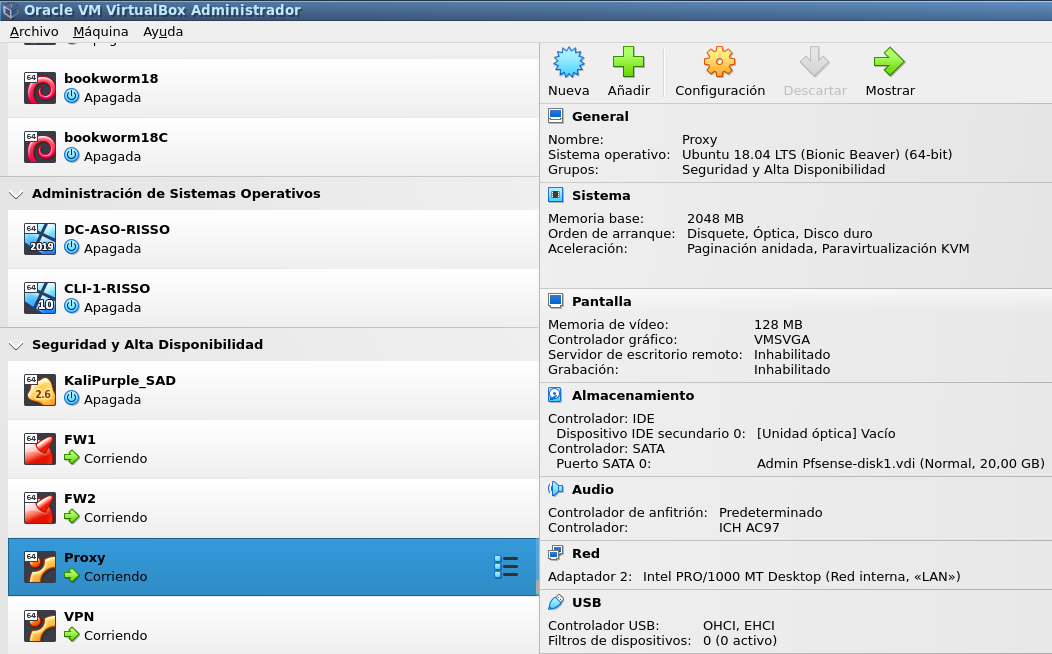 Oracle VM VirtualBox Administrador
Archivo Máquina Ayuda
bookworm18
Apagada
bookworm18C
Apagada
Administración de Sistemas Operativos
DC-ASO-RISSO
Apagada
CLI-1-RISSO
Apagada
Seguridad y Alta Disponibilidad
KaliPurple_SAD
Apagada
FW1
Corriendo
FW2
Corriendo
Proxy
Corriendo
VPN
Corriendo
Nueva Añadir Configuración Descartar Mostrar
General
Nombre: Proxy
Sistema operativo: Ubuntu 18.04 LTS (Bionic Beaver) (64-bit)
Grupos: Seguridad y Alta Disponibilidad
Sistema
Memoria base: 2048 MB
Orden de arranque: Disquete, Óptica, Disco duro
Aceleración: Paginación anidada, Paravirtualización KVM
Pantalla
Memoria de vídeo: 128 MB
Controlador gráfico: VMSVGA
Servidor de escritorio remoto: Inhabilitado
Grabación: Inhabilitado
Almacenamiento
Controlador: IDE
Dispositivo IDE secundario 0: [Unidad óptica] Vacío
Controlador: SATA
Puerto SATA 0: Admin Pfsense-disk1.vdi (Normal, 20,00 GB)
Audio
Controlador de anfitrión: Predeterminado
Controlador: ICH AC97
Red
Adaptador 2: Intel PRO/1000 MT Desktop (Red interna, «LAN»)
USB
Controlador USB: OHCI, EHCI
Filtros de dispositivos: 0 (0 activo)